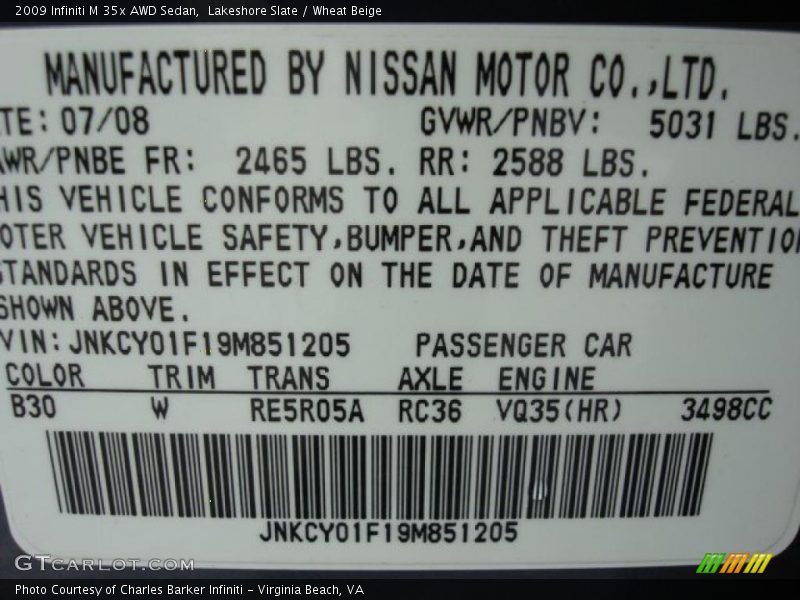 2009 Infiniti M 35x AWD Sedan,  Lakeshore Slate / Wheat Beige
MANUFACTURED BY NISSAN MOTOR CO.,LTD.
TE: 07/08 GVWR/PNBV: 5031 LBS.
WR/PNBE FR: 2465 LBS. RR: 2588 LBS.
HIS VEHICLE CONFORMS TO ALL APPLICABLE FEDERAL
OTER VEHICLE SAFETY,BUMPER,AND THEFT PREVENTION
STANDARDS IN EFFECT ON THE DATE OF MANUFACTURE
SHOWN ABOVE.
VIN: JNKCY01F19M851205 PASSENGER CAR
COLOR TRIM TRANS AXLE ENGINE
B30 W RE5R05A RC36 VQ35(HR) 3498CC
JNKCY01F19M851205
GTCARLOT.COM
Photo Courtesy of Charles Barker Infiniti - Virginia Beach, VA